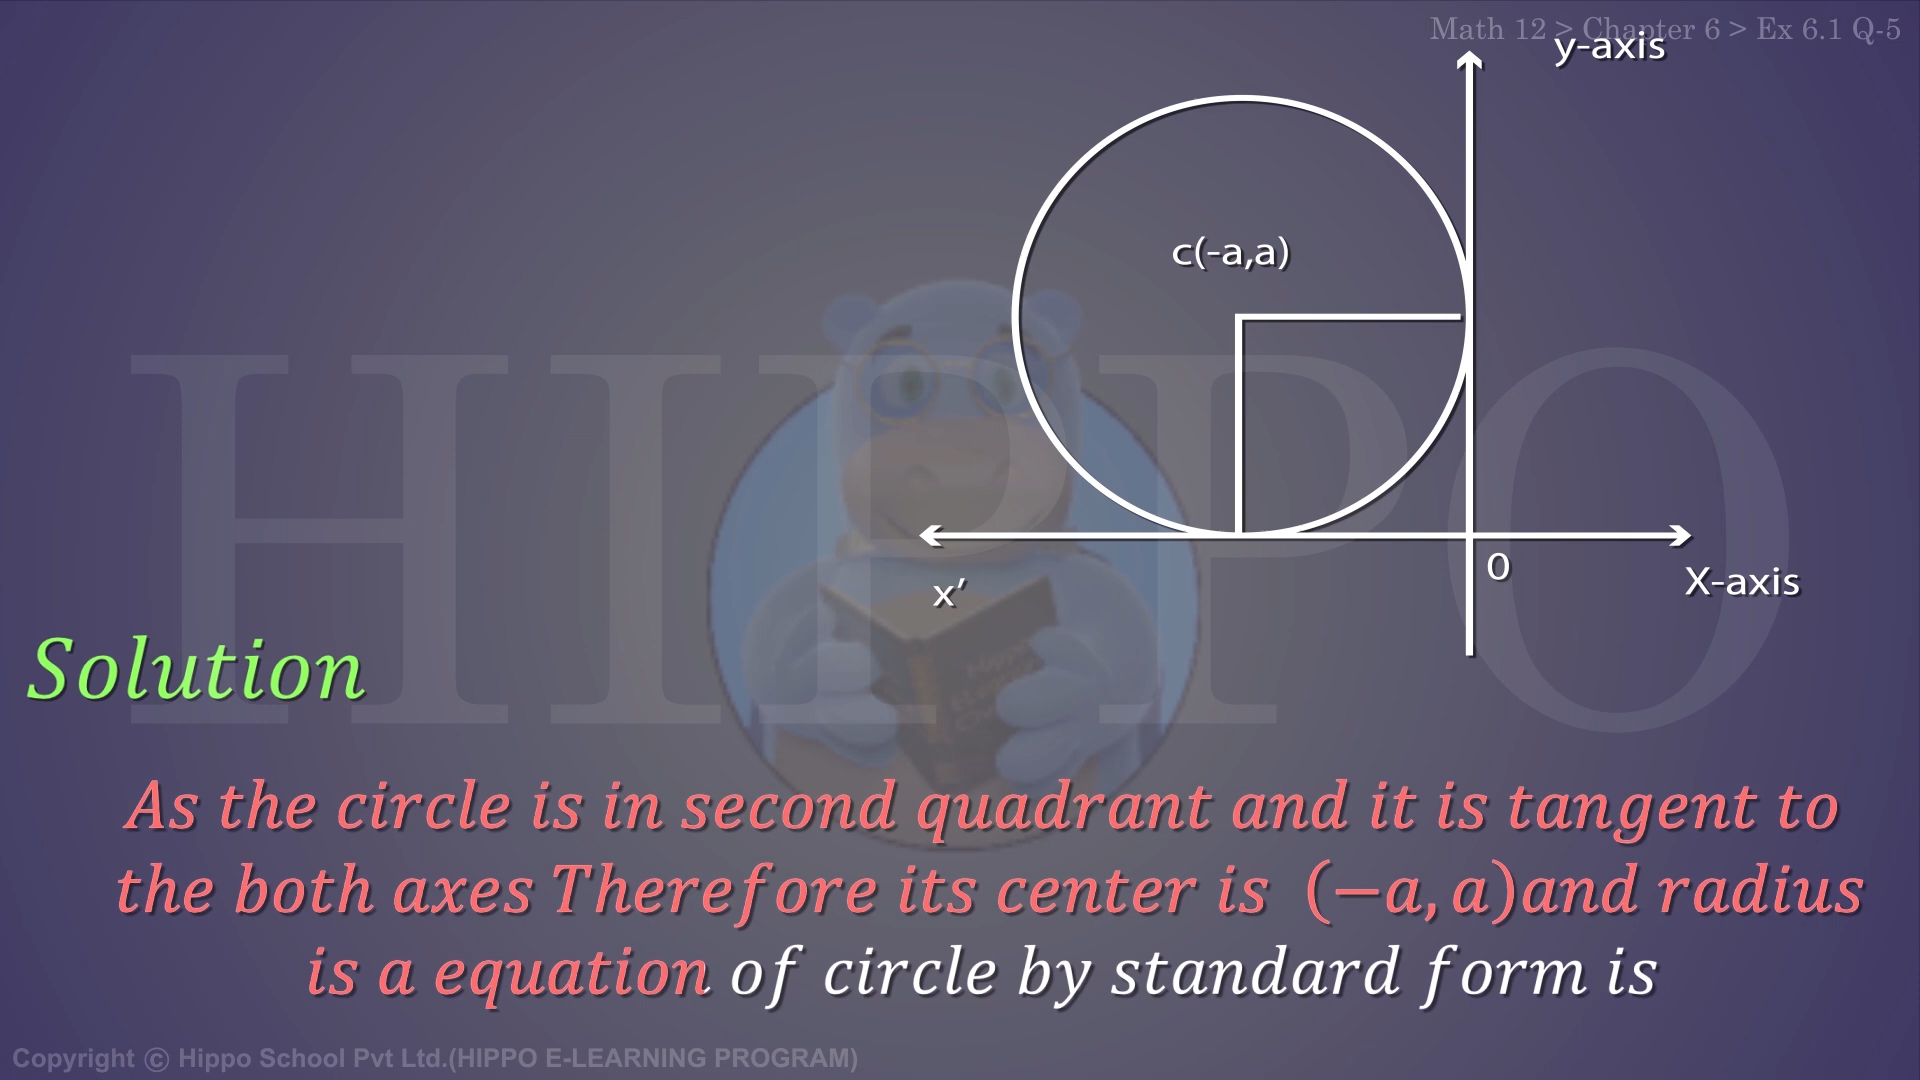 Math 12 > Chapter 6 > Ex 6.1 Q-5
y-axis
c(-a,a)
0
X-axis
x′
HIPPO
Solution
As the circle is in second quadrant and it is tangent to
the both axes Therefore its center is (−a, a)and radius
is a equation of circle by standard form is
Copyright © Hippo School Pvt Ltd.(HIPPO E-LEARNING PROGRAM)